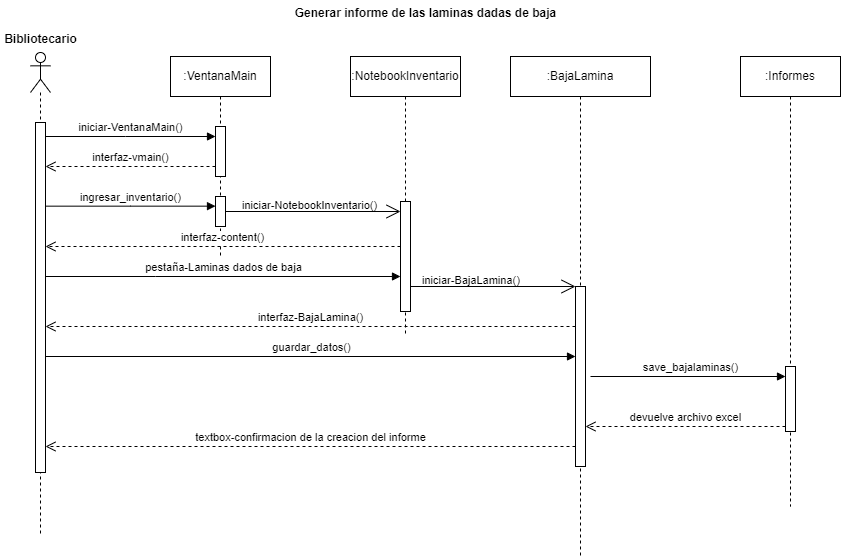 Generar informe de las laminas dadas de baja
Bibliotecario
:VentanaMain
:NotebookInventario
:BajaLamina
:Informes
iniciar-VentanaMain()
interfaz-vmain()
ingresar_inventario()
iniciar-NotebookInventario()
interfaz-content()
pestaña-Laminas dados de baja
iniciar-BajaLamina()
interfaz-BajaLamina()
guardar_datos()
save_bajalaminas()
devuelve archivo excel
textbox-confirmacion de la creacion del informe